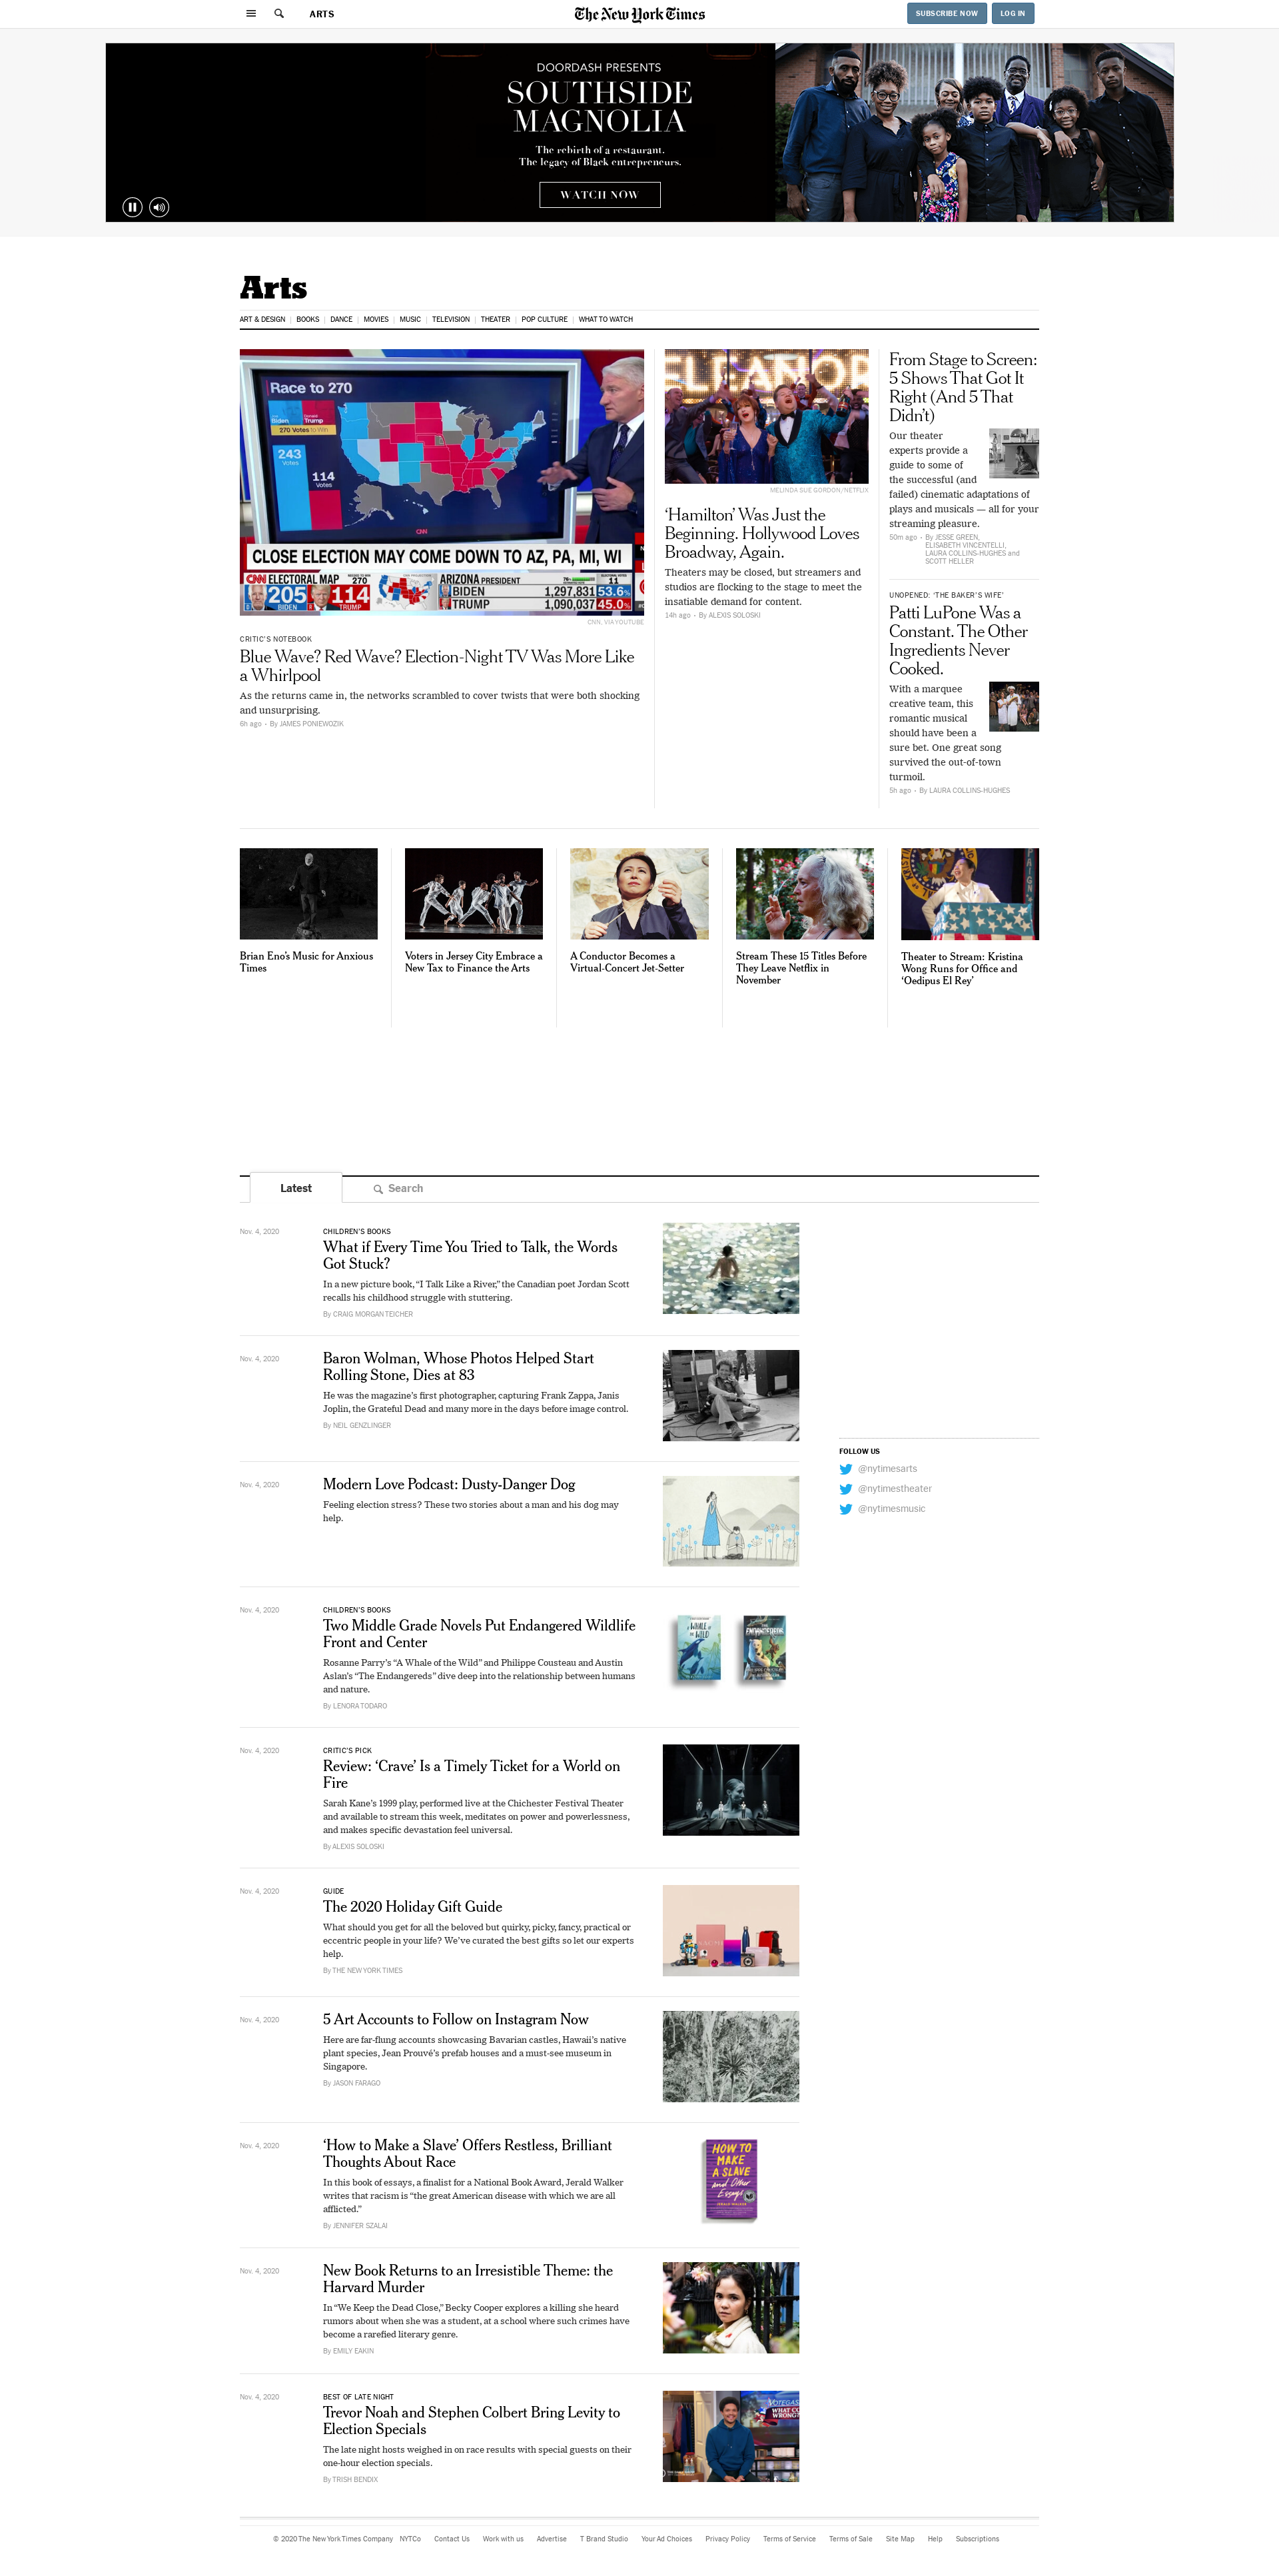 ARTS
The New York Times
SUBSCRIBE NOW
LOG IN
DOORDASH PRESENTS
SOUTHSIDE
MAGNOLIA
The rebirth of a restaurant.
The legacy of Black entrepreneurs.
WATCH NOW
Arts
ART & DESIGN
BOOKS
DANCE
MOVIES
MUSIC
TELEVISION
THEATER
POP CULTURE
WHAT TO WATCH
Race to 270
Biden
Trump
270 Votes to Win
243
Votes
114
Votes
CNN
CLOSE ELECTION MAY COME DOWN TO AZ, PA, MI, WI
CNN ELECTORAL MAP 270
205
BIDEN
114
TRUMP
ARIZONA
PRESIDENT
ELECTORAL VOTES
11
BIDEN 1,297,831 53.6%
TRUMP 1,090,037 45.0%
CNN, VIA YOUTUBE
CRITIC'S NOTEBOOK
Blue Wave? Red Wave? Election-Night TV Was More Like
a Whirlpool
As the returns came in, the networks scrambled to cover twists that were both shocking
and unsurprising.
6h ago · By JAMES PONIEWOZIK
MELINDA SUE GORDON/NETFLIX
‘Hamilton’ Was Just the
Beginning. Hollywood Loves
Broadway, Again.
Theaters may be closed, but streamers and
studios are flocking to the stage to meet the
insatiable demand for content.
14h ago · By ALEXIS SOLOSKI
From Stage to Screen:
5 Shows That Got It
Right (And 5 That
Didn’t)
Our theater
experts provide a
guide to some of
the successful (and
failed) cinematic adaptations of
plays and musicals — all for your
streaming pleasure.
50m ago · By JESSE GREEN,
ELISABETH VINCENTELLI,
LAURA COLLINS-HUGHES and
SCOTT HELLER
UNOPENED: ‘THE BAKER’S WIFE’
Patti LuPone Was a
Constant. The Other
Ingredients Never
Cooked.
With a marquee
creative team, this
romantic musical
should have been a
sure bet. One great song
survived the out-of-town
turmoil.
5h ago · By LAURA COLLINS-HUGHES
Brian Eno’s Music for Anxious
Times
Voters in Jersey City Embrace a
New Tax to Finance the Arts
A Conductor Becomes a
Virtual-Concert Jet-Setter
Stream These 15 Titles Before
They Leave Netflix in
November
Theater to Stream: Kristina
Wong Runs for Office and
‘Oedipus El Rey’
Latest
Search
Nov. 4, 2020
CHILDREN’S BOOKS
What if Every Time You Tried to Talk, the Words
Got Stuck?
In a new picture book, “I Talk Like a River,” the Canadian poet Jordan Scott
recalls his childhood struggle with stuttering.
By CRAIG MORGAN TEICHER
Nov. 4, 2020
Baron Wolman, Whose Photos Helped Start
Rolling Stone, Dies at 83
He was the magazine’s first photographer, capturing Frank Zappa, Janis
Joplin, the Grateful Dead and many more in the days before image control.
By NEIL GENZLINGER
FOLLOW US
@nytimesarts
@nytimestheater
@nytimesmusic
Nov. 4, 2020
Modern Love Podcast: Dusty-Danger Dog
Feeling election stress? These two stories about a man and his dog may
help.
Nov. 4, 2020
CHILDREN’S BOOKS
Two Middle Grade Novels Put Endangered Wildlife
Front and Center
Rosanne Parry’s “A Whale of the Wild” and Philippe Cousteau and Austin
Aslan’s “The Endangereds” dive deep into the relationship between humans
and nature.
By LENORA TODARO
WHALE of the WILD
THE ENDANGEREDS
Nov. 4, 2020
CRITIC’S PICK
Review: ‘Crave’ Is a Timely Ticket for a World on
Fire
Sarah Kane’s 1999 play, performed live at the Chichester Festival Theater
and available to stream this week, meditates on power and powerlessness,
and makes specific devastation feel universal.
By ALEXIS SOLOSKI
Nov. 4, 2020
GUIDE
The 2020 Holiday Gift Guide
What should you get for all the beloved but quirky, picky, fancy, practical or
eccentric people in your life? We’ve curated the best gifts so let our experts
help.
By THE NEW YORK TIMES
Nov. 4, 2020
5 Art Accounts to Follow on Instagram Now
Here are far-flung accounts showcasing Bavarian castles, Hawaii’s native
plant species, Jean Prouvé’s prefab houses and a must-see museum in
Singapore.
By JASON FARAGO
Nov. 4, 2020
‘How to Make a Slave’ Offers Restless, Brilliant
Thoughts About Race
In this book of essays, a finalist for a National Book Award, Jerald Walker
writes that racism is “the great American disease with which we are all
afflicted.”
By JENNIFER SZALAI
HOW TO
MAKE
A SLAVE
and Other
Essays
JERALD WALKER
Nov. 4, 2020
New Book Returns to an Irresistible Theme: the
Harvard Murder
In “We Keep the Dead Close,” Becky Cooper explores a killing she heard
rumors about when she was a student, at a school where such crimes have
become a rarefied literary genre.
By EMILY EAKIN
Nov. 4, 2020
BEST OF LATE NIGHT
Trevor Noah and Stephen Colbert Bring Levity to
Election Specials
The late night hosts weighed in on race results with special guests on their
one-hour election specials.
By TRISH BENDIX
© 2020 The New York Times Company
NYTCo
Contact Us
Work with us
Advertise
T Brand Studio
Your Ad Choices
Privacy Policy
Terms of Service
Terms of Sale
Site Map
Help
Subscriptions